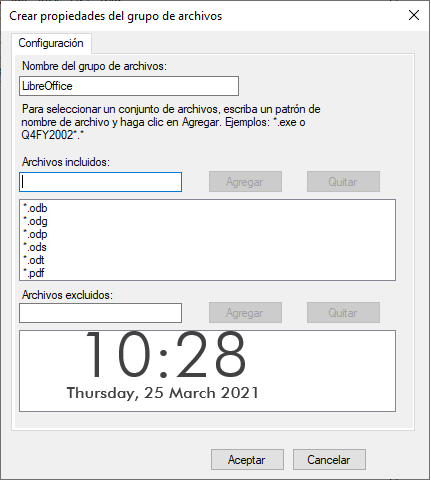 Crear propiedades del grupo de archivos
Configuración
Nombre del grupo de archivos:
LibreOffice
Para seleccionar un conjunto de archivos, escriba un patrón de
nombre de archivo y haga clic en Agregar. Ejemplos: *.exe o
Q4FY2002*.*
Archivos incluidos:
Agregar
Quitar
*.odb
*.odg
*.odp
*.ods
*.odt
*.pdf
Archivos excluidos:
Agregar
Quitar
10:28
Thursday, 25 March 2021
Aceptar
Cancelar